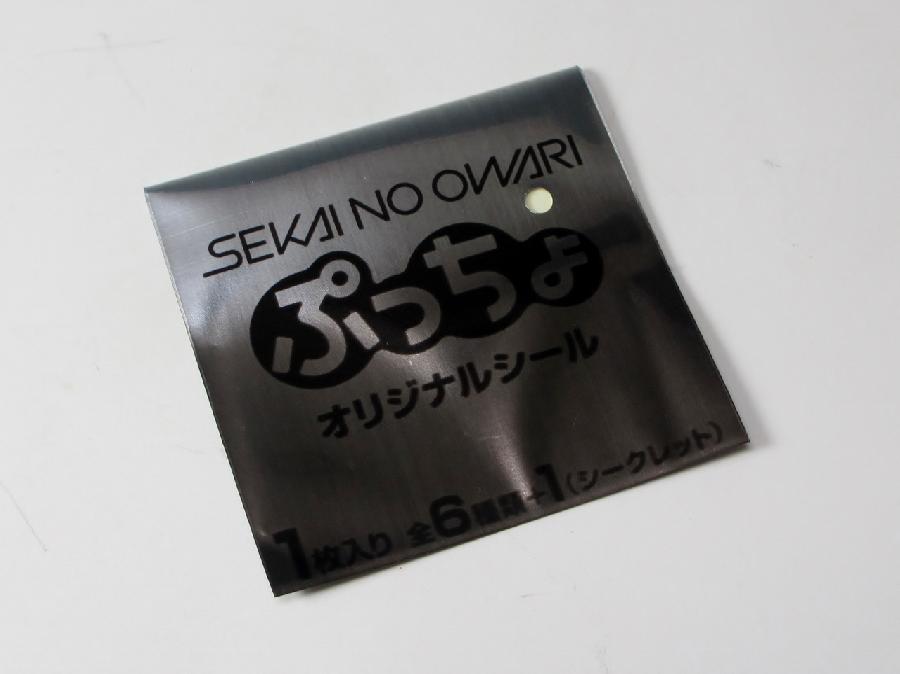 SEKAI NO OWARI
ぷっちょ
オリジナルシール
1枚入り 全6種類+1(シークレット)